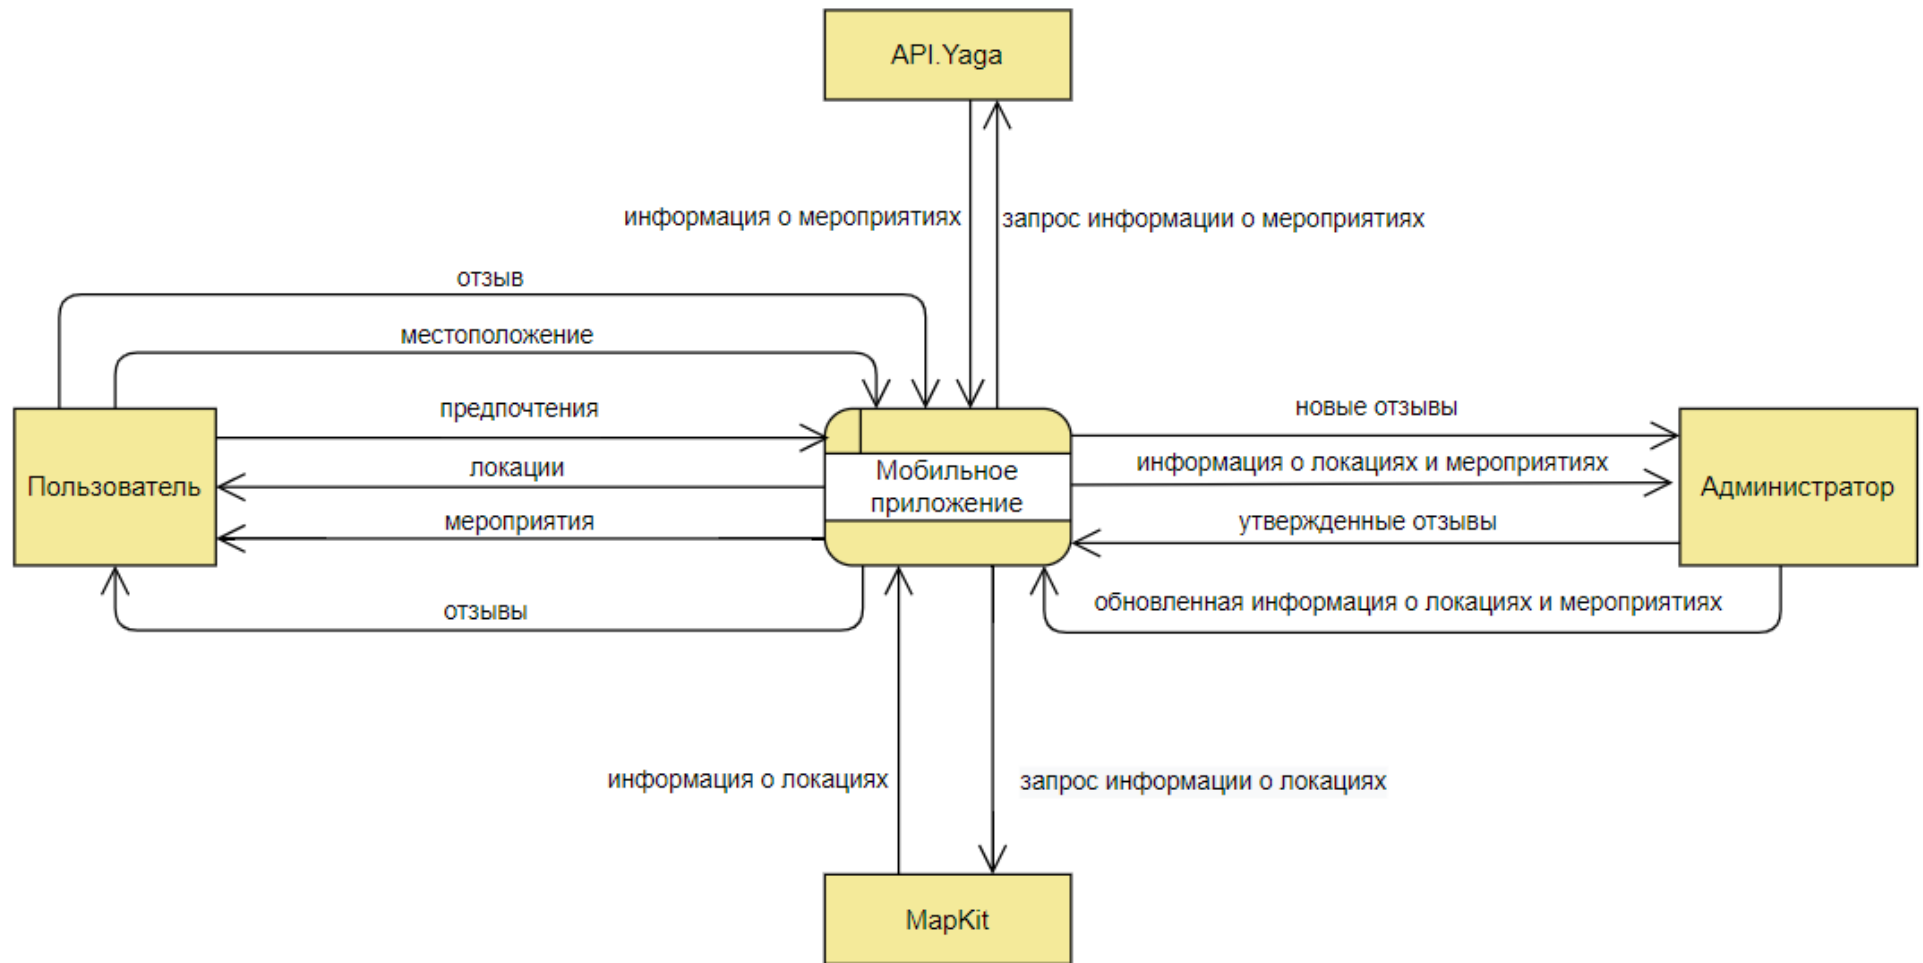 API.Yaga
информация о мероприятиях
запрос информации о мероприятиях
отзыв
местоположение
предпочтения
новые отзывы
локации
информация о локациях и мероприятиях
Пользователь
Мобильное
приложение
Администратор
мероприятия
утвержденные отзывы
отзывы
обновленная информация о локациях и мероприятиях
информация о локациях
запрос информации о локациях
MapKit